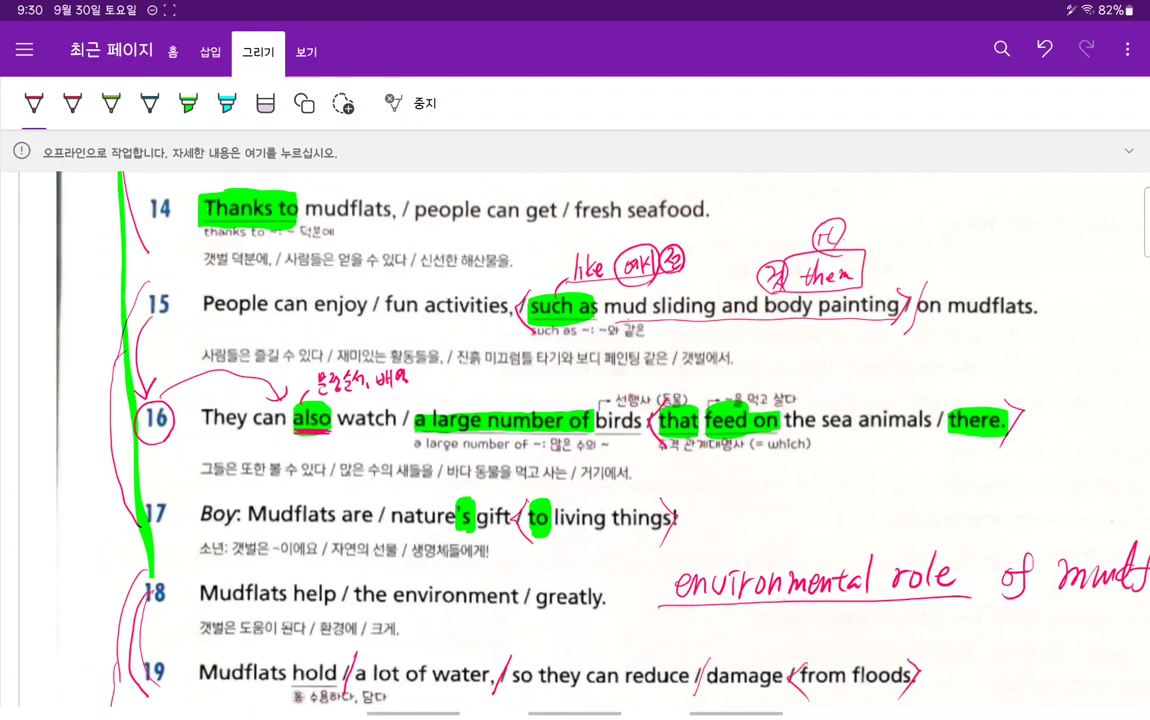 9:30 9월 30일 토요일 82%
최근 페이지 홈 삽입 그리기 보기
중지
오프라인으로 작업합니다. 자세한 내용은 여기를 누르십시오.
14 Thanks to mudflats, / people can get / fresh seafood.
thanks to ~: ~ 덕분에
갯벌 덕분에, / 사람들은 얻을 수 있다 / 신선한 해산물을.
like 예시 전
them
15 People can enjoy / fun activities, / such as mud sliding and body painting / on mudflats.
such as ~: ~와 같은
사람들은 즐길 수 있다 / 재미있는 활동들을, / 진흙 미끄럼틀 타기와 보디 페인팅 같은 / 갯벌에서.
문장순서, 배열
선행사 (동물) ~을 먹고 살다
16 They can also watch / a large number of birds / that feed on the sea animals / there.
a large number of ~: 많은 수의 ~ 주격 관계대명사 (= which)
그들은 또한 볼 수 있다 / 많은 수의 새들을 / 바다 동물을 먹고 사는 / 거기에서.
17 Boy: Mudflats are / nature's gift / to living things!
소년: 갯벌은 ~이에요 / 자연의 선물 / 생명체들에게!
environmental role of mudf
18 Mudflats help / the environment / greatly.
갯벌은 도움이 된다 / 환경에 / 크게.
19 Mudflats hold / a lot of water, / so they can reduce / damage from floods.
통 수용하다, 담다